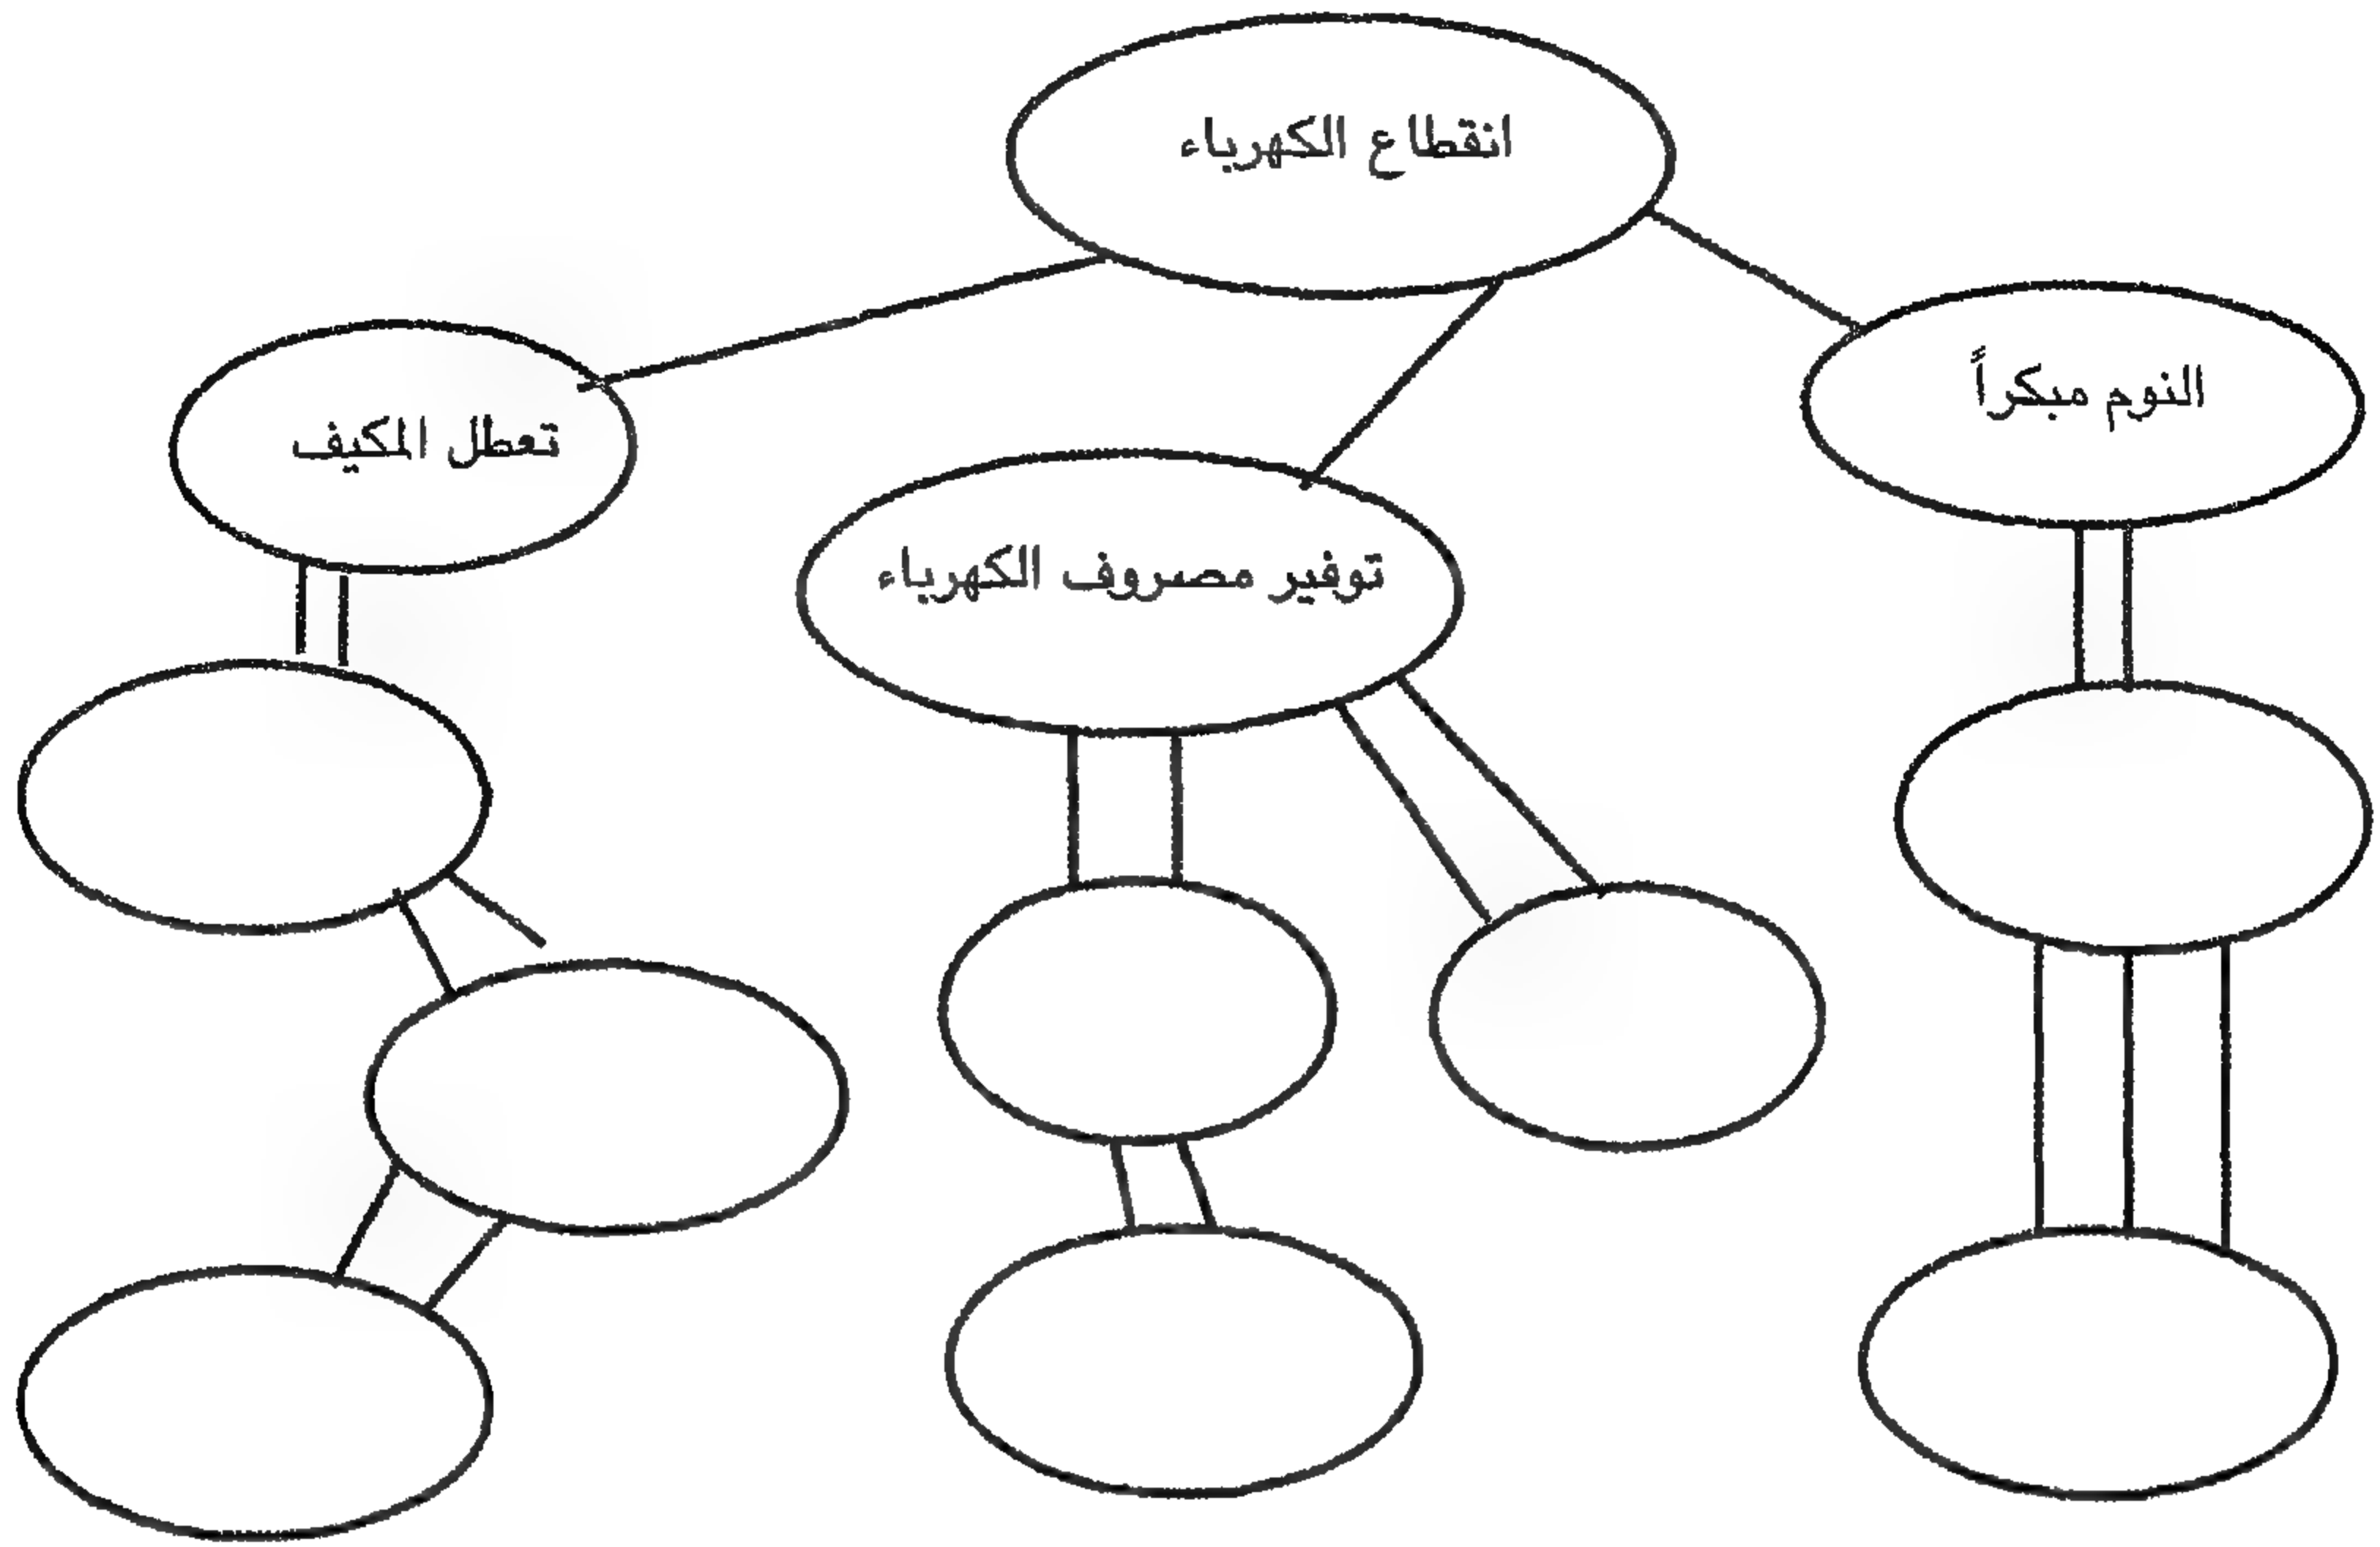 انقطاع الكهرباء
النوم مبكراً
تعطل المكيف
توفير مصروف الكهرباء